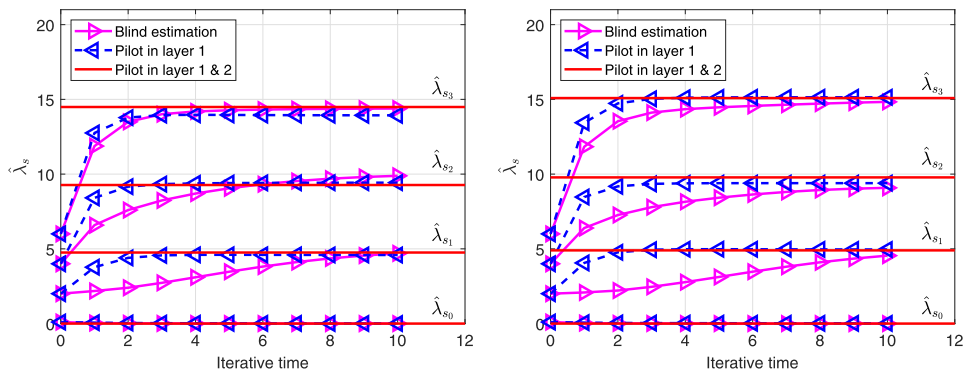 20
15
10
5
0
0
2
4
6
8
10
12
Iterative time
λ̂s
Blind estimation
Pilot in layer 1
Pilot in layer 1 & 2
λ̂s3
λ̂s2
λ̂s1
λ̂s0
20
15
10
5
0
0
2
4
6
8
10
12
Iterative time
λ̂s
Blind estimation
Pilot in layer 1
Pilot in layer 1 & 2
λ̂s3
λ̂s2
λ̂s1
λ̂s0